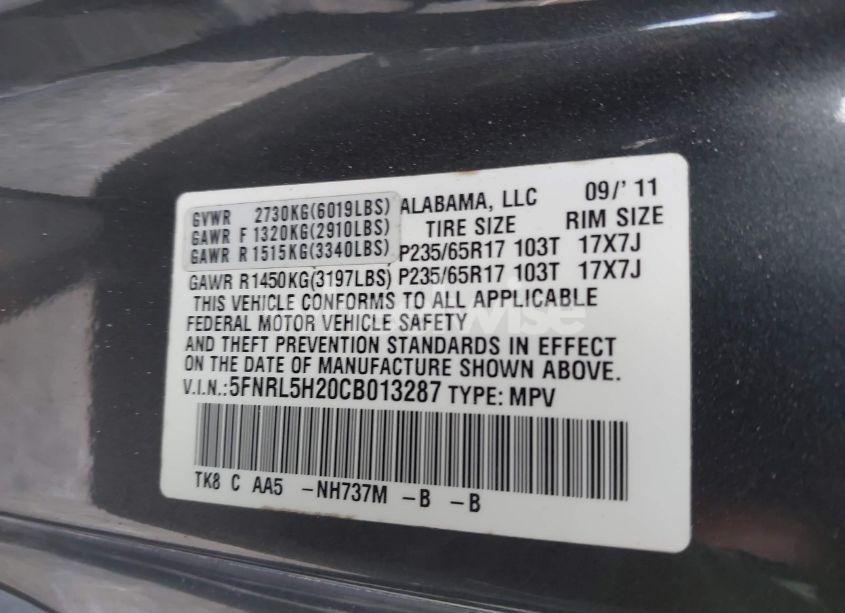 ALABAMA, LLC 09/'11
GVWR 2730KG(6019LBS) TIRE SIZE RIM SIZE
GAWR F 1320KG(2910LBS)
GAWR R 1515KG(3340LBS) P235/65R17 103T 17X7J
GAWR R1450KG(3197LBS) P235/65R17 103T 17X7J
THIS VEHICLE CONFORMS TO ALL APPLICABLE
FEDERAL MOTOR VEHICLE SAFETY
AND THEFT PREVENTION STANDARDS IN EFFECT
ON THE DATE OF MANUFACTURE SHOWN ABOVE.
V.I.N.:5FNRL5H20CB013287 TYPE: MPV
TK8 C AA5 -NH737M -B -B